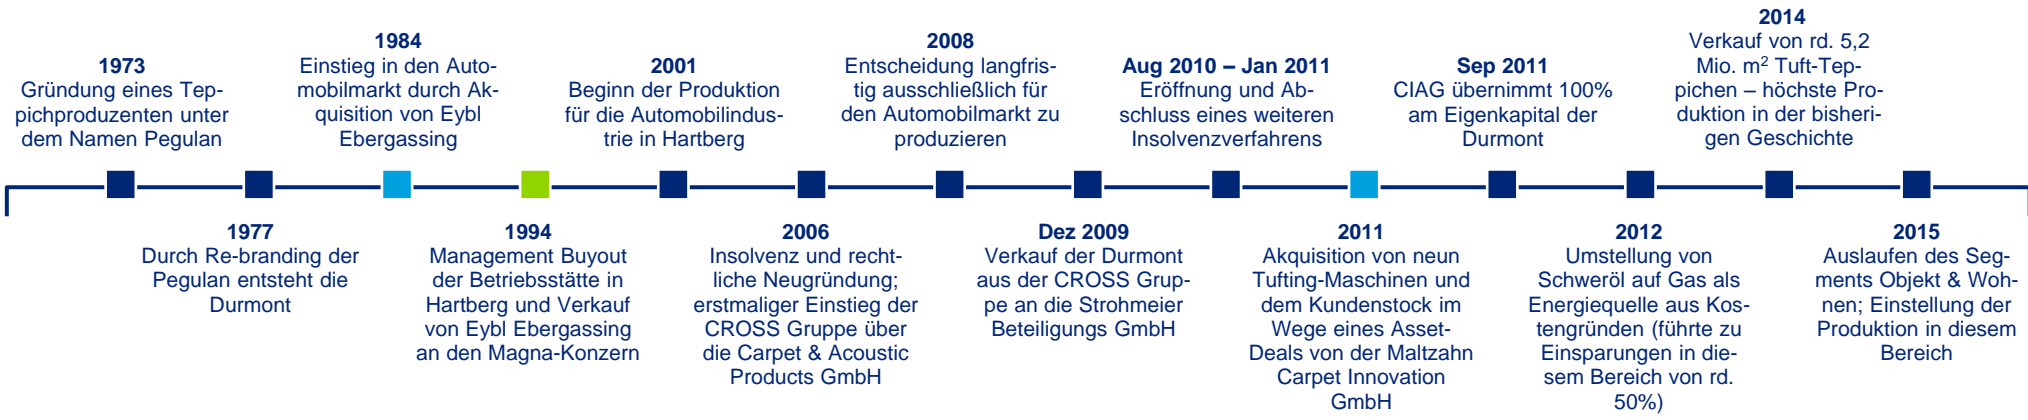 1973
Gründung eines Tep-
pichproduzenten unter
dem Namen Pegulan
1977
Durch Re-branding der
Pegulan entsteht die
Durmont
1984
Einstieg in den Auto-
mobilmarkt durch Ak-
quisition von Eybl
Ebergassing
1994
Management Buyout
der Betriebsstätte in
Hartberg und Verkauf
von Eybl Ebergassing
an den Magna-Konzern
2001
Beginn der Produktion
für die Automobilindus-
trie in Hartberg
2006
Insolvenz und recht-
liche Neugründung;
erstmaliger Einstieg der
CROSS Gruppe über
die Carpet & Acoustic
Products GmbH
2008
Entscheidung langfris-
tig ausschließlich für
den Automobilmarkt zu
produzieren
Dez 2009
Verkauf der Durmont
aus der CROSS Grup-
pe an die Strohmeier
Beteiligungs GmbH
Aug 2010 – Jan 2011
Eröffnung und Ab-
schluss eines weiteren
Insolvenzverfahrens
2011
Akquisition von neun
Tufting-Maschinen und
dem Kundenstock im
Wege eines Asset-
Deals von der Maltzahn
Carpet Innovation
GmbH
Sep 2011
CIAG übernimmt 100%
am Eigenkapital der
Durmont
2012
Umstellung von
Schweröl auf Gas als
Energiequelle aus Kos-
tengründen (führte zu
Einsparungen in die-
sem Bereich von rd.
50%)
2014
Verkauf von rd. 5,2
Mio. m² Tuft-Tep-
pichen – höchste Pro-
duktion in der bisheri-
gen Geschichte
2015
Auslaufen des Seg-
ments Objekt & Woh-
nen; Einstellung der
Produktion in diesem
Bereich